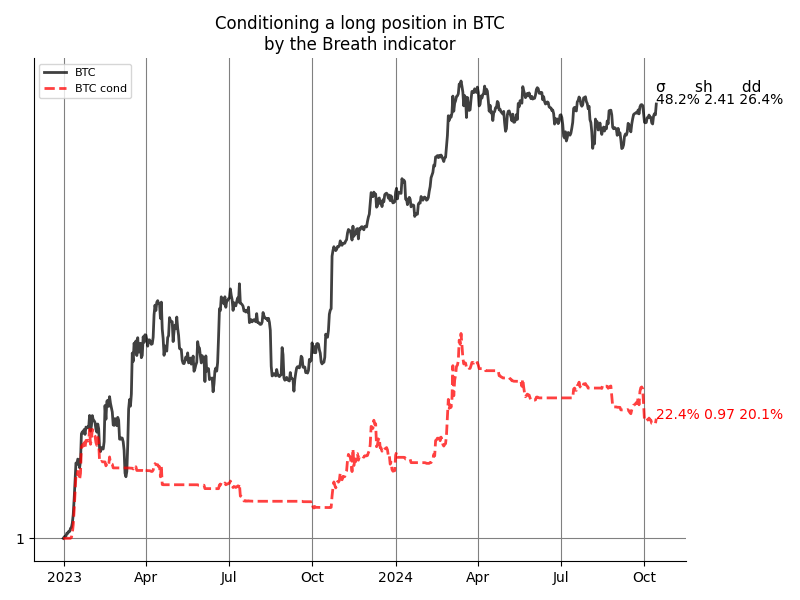 Conditioning a long position in BTC
by the Breath indicator
BTC
BTC cond
σ sh dd
48.2% 2.41 26.4%
22.4% 0.97 20.1%
1
2023 Apr Jul Oct 2024 Apr Jul Oct